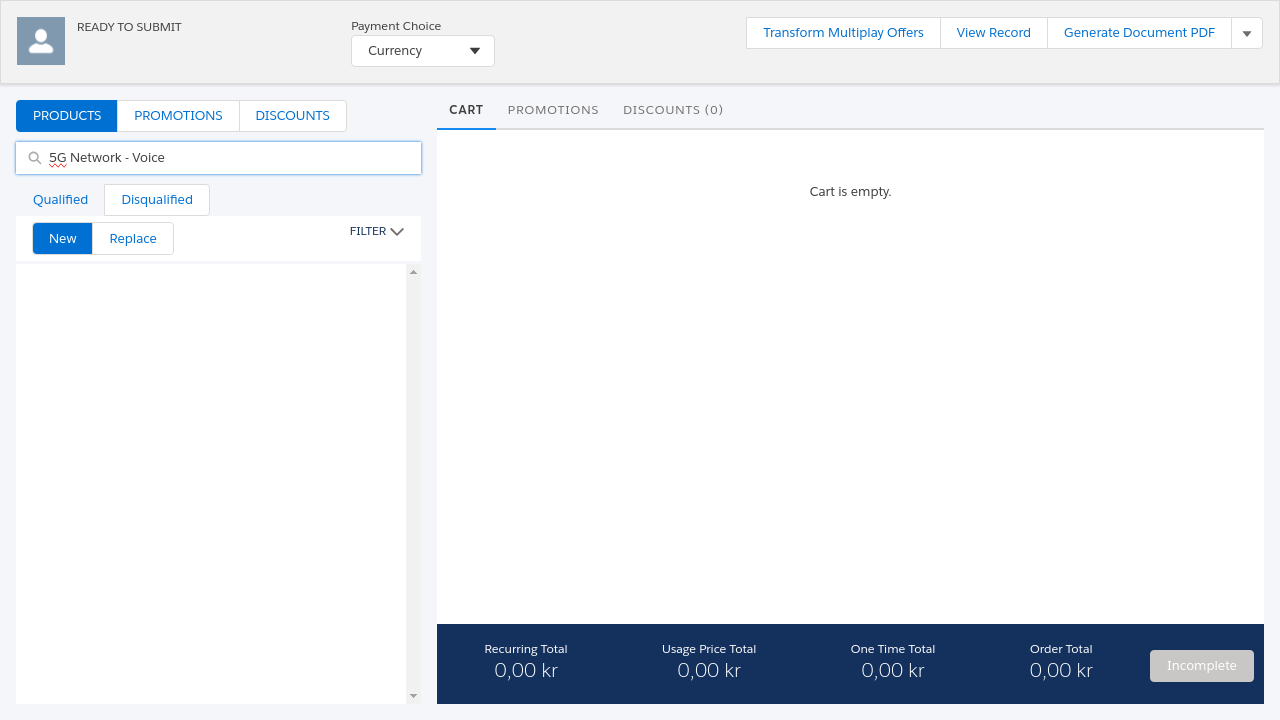 READY TO SUBMIT
Payment Choice
Currency
Transform Multiplay Offers
View Record
Generate Document PDF
PRODUCTS
PROMOTIONS
DISCOUNTS
5G Network - Voice
Qualified
Disqualified
New
Replace
FILTER
CART
PROMOTIONS
DISCOUNTS (0)
Cart is empty.
Recurring Total
0,00 kr
Usage Price Total
0,00 kr
One Time Total
0,00 kr
Order Total
0,00 kr
Incomplete